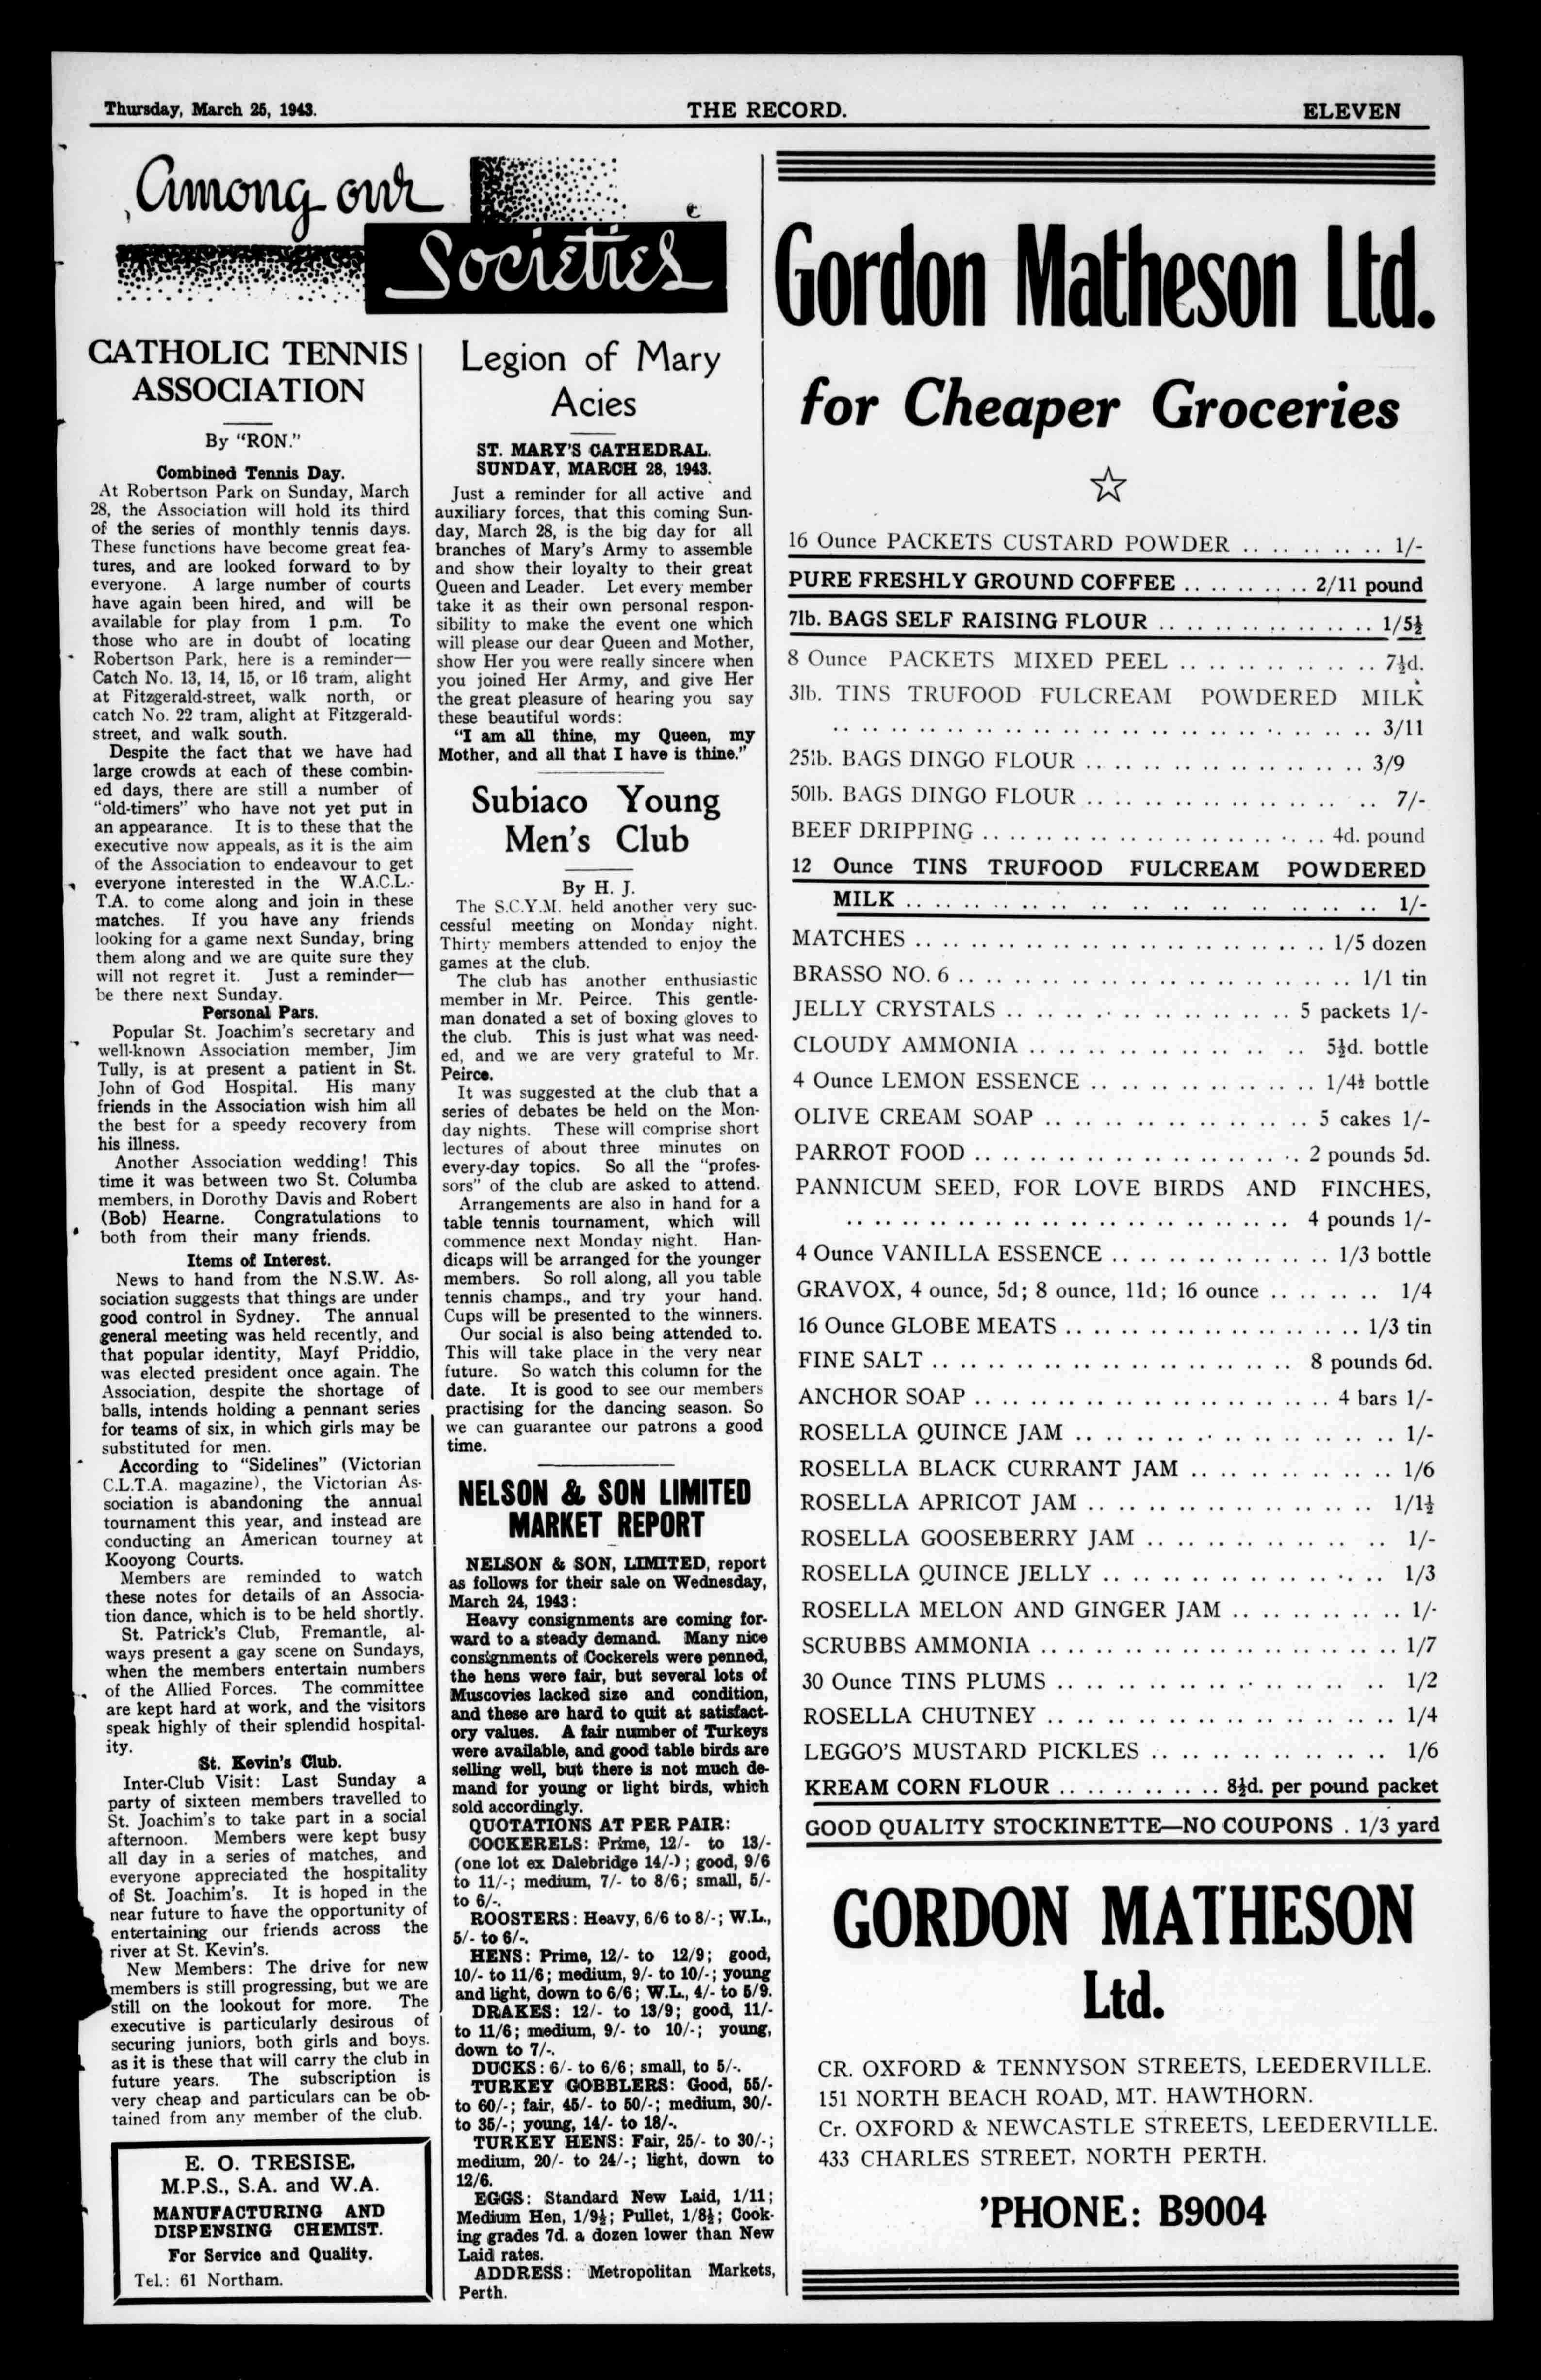 Thursday, March 25, 1943.
THE RECORD.
ELEVEN
Among our
Societies
CATHOLIC TENNIS
ASSOCIATION
By "RON."
Combined Tennis Day.
At Robertson Park on Sunday, March
28, the Association will hold its third
of the series of monthly tennis days.
These functions have become great fea-
tures, and are looked forward to by
everyone. A large number of courts
have again been hired, and will be
available for play from 1 p.m. To
those who are in doubt of locating
Robertson Park, here is a reminder—
Catch No. 13, 14, 15, or 16 tram, alight
at Fitzgerald-street, walk north, or
catch No. 22 tram, alight at Fitzgerald-
street, and walk south.
Despite the fact that we have had
large crowds at each of these combin-
ed days, there are still a number of
"old-timers" who have not yet put in
an appearance. It is to these that the
executive now appeals, as it is the aim
of the Association to endeavour to get
everyone interested in the W.A.C.L.-
T.A. to come along and join in these
matches. If you have any friends
looking for a game next Sunday, bring
them along and we are quite sure they
will not regret it. Just a reminder—
be there next Sunday.
Personal Pars.
Popular St. Joachim's secretary and
well-known Association member, Jim
Tully, is at present a patient in St.
John of God Hospital. His many
friends in the Association wish him all
the best for a speedy recovery from
his illness.
Another Association wedding! This
time it was between two St. Columba
members, in Dorothy Davis and Robert
(Bob) Hearne. Congratulations to
both from their many friends.
Items of Interest.
News to hand from the N.S.W. As-
sociation suggests that things are under
good control in Sydney. The annual
general meeting was held recently, and
that popular identity, Mayf Priddio,
was elected president once again. The
Association, despite the shortage of
balls, intends holding a pennant series
for teams of six, in which girls may be
substituted for men.
According to "Sidelines" (Victorian
C.L.T.A. magazine), the Victorian As-
sociation is abandoning the annual
tournament this year, and instead are
conducting an American tourney at
Kooyong Courts.
Members are reminded to watch
these notes for details of an Associa-
tion dance, which is to be held shortly.
St. Patrick's Club, Fremantle, al-
ways present a gay scene on Sundays,
when the members entertain numbers
of the Allied Forces. The committee
are kept hard at work, and the visitors
speak highly of their splendid hospital-
ity.
St. Kevin's Club.
Inter-Club Visit: Last Sunday a
party of sixteen members travelled to
St. Joachim's to take part in a social
afternoon. Members were kept busy
all day in a series of matches, and
everyone appreciated the hospitality
of St. Joachim's. It is hoped in the
near future to have the opportunity of
entertaining our friends across the
river at St. Kevin's.
New Members: The drive for new
members is still progressing, but we are
still on the lookout for more. The
executive is particularly desirous of
securing juniors, both girls and boys.
as it is these that will carry the club in
future years. The subscription is
very cheap and particulars can be ob-
tained from any member of the club.
E. O. TRESISE,
M.P.S., S.A. and W.A.
MANUFACTURING AND
DISPENSING CHEMIST.
For Service and Quality.
Tel.: 61 Northam.
Legion of Mary
Acies
ST. MARY'S CATHEDRAL.
SUNDAY, MARCH 28, 1943.
Just a reminder for all active and
auxiliary forces, that this coming Sun-
day, March 28, is the big day for all
branches of Mary's Army to assemble
and show their loyalty to their great
Queen and Leader. Let every member
take it as their own personal respon-
sibility to make the event one which
will please our dear Queen and Mother,
show Her you were really sincere when
you joined Her Army, and give Her
the great pleasure of hearing you say
these beautiful words:
"I am all thine, my Queen, my
Mother, and all that I have is thine."
Subiaco Young
Men's Club
By H. J.
The S.C.Y.M. held another very suc-
cessful meeting on Monday night.
Thirty members attended to enjoy the
games at the club.
The club has another enthusiastic
member in Mr. Peirce. This gentle-
man donated a set of boxing gloves to
the club. This is just what was need-
ed, and we are very grateful to Mr.
Peirce.
It was suggested at the club that a
series of debates be held on the Mon-
day nights. These will comprise short
lectures of about three minutes on
every-day topics. So all the "profes-
sors" of the club are asked to attend.
Arrangements are also in hand for a
table tennis tournament, which will
commence next Monday night. Han-
dicaps will be arranged for the younger
members. So roll along, all you table
tennis champs., and try your hand.
Cups will be presented to the winners.
Our social is also being attended to.
This will take place in the very near
future. So watch this column for the
date. It is good to see our members
practising for the dancing season. So
we can guarantee our patrons a good
time.
NELSON & SON LIMITED
MARKET REPORT
NELSON & SON, LIMITED, report
as follows for their sale on Wednesday,
March 24, 1943:
Heavy consignments are coming for-
ward to a steady demand. Many nice
consignments of Cockerels were penned,
the hens were fair, but several lots of
Muscovies lacked size and condition,
and these are hard to quit at satisfact-
ory values. A fair number of Turkeys
were available, and good table birds are
selling well, but there is not much de-
mand for young or light birds, which
sold accordingly.
QUOTATIONS AT PER PAIR:
COCKERELS: Prime, 12/- to 13/-
(one lot ex Dalebridge 14/-); good, 9/6
to 11/-; medium, 7/- to 8/6; small, 5/-
to 6/-.
ROOSTERS: Heavy, 6/6 to 8/-; W.L.,
5/- to 6/-.
HENS: Prime, 12/- to 12/9; good,
10/- to 11/6; medium, 9/- to 10/-; young
and light, down to 6/6; W.L., 4/- to 5/9.
DRAKES: 12/- to 13/9; good, 11/-
to 11/6; medium, 9/- to 10/-; young,
down to 7/-.
DUCKS: 6/- to 6/6; small, to 5/-.
TURKEY GOBBLERS: Good, 55/-
to 60/-; fair, 45/- to 50/-; medium, 30/-
to 35/-; young, 14/- to 18/-.
TURKEY HENS: Fair, 25/- to 30/-;
medium, 20/- to 24/-; light, down to
12/6.
EGGS: Standard New Laid, 1/11;
Medium Hen, 1/9½; Pullet, 1/8½; Cook-
ing grades 7d. a dozen lower than New
Laid rates.
ADDRESS: Metropolitan Markets,
Perth.
Gordon Matheson Ltd.
for Cheaper Groceries
16 Ounce PACKETS CUSTARD POWDER .. .. .. .. .. 1/-
PURE FRESHLY GROUND COFFEE .. .. .. .. .. 2/11 pound
7lb. BAGS SELF RAISING FLOUR .. .. .. .. .. .. .. .. 1/5½
8 Ounce PACKETS MIXED PEEL .. .. .. .. .. .. .. 7½d.
3lb. TINS TRUFOOD FULCREAM POWDERED MILK
.. .. .. .. .. .. .. .. .. .. .. .. .. .. .. .. .. .. .. 3/11
25lb. BAGS DINGO FLOUR .. .. .. .. .. .. .. .. .. .. 3/9
50lb. BAGS DINGO FLOUR .. .. .. .. .. .. .. .. .. .. 7/-
BEEF DRIPPING .. .. .. .. .. .. .. .. .. .. .. .. 4d. pound
12 Ounce TINS TRUFOOD FULCREAM POWDERED
MILK .. .. .. .. .. .. .. .. .. .. .. .. .. .. .. 1/-
MATCHES .. .. .. .. .. .. .. .. .. .. .. .. .. .. 1/5 dozen
BRASSO NO. 6 .. .. .. .. .. .. .. .. .. .. .. .. .. 1/1 tin
JELLY CRYSTALS .. .. .. .. .. .. .. .. .. .. 5 packets 1/-
CLOUDY AMMONIA .. .. .. .. .. .. .. .. .. 5½d. bottle
4 Ounce LEMON ESSENCE .. .. .. .. .. .. .. 1/4½ bottle
OLIVE CREAM SOAP .. .. .. .. .. .. .. .. .. 5 cakes 1/-
PARROT FOOD .. .. .. .. .. .. .. .. .. .. .. 2 pounds 5d.
PANNICUM SEED, FOR LOVE BIRDS AND FINCHES,
.. .. .. .. .. .. .. .. .. .. .. .. .. .. .. 4 pounds 1/-
4 Ounce VANILLA ESSENCE .. .. .. .. .. .. .. 1/3 bottle
GRAVOX, 4 ounce, 5d; 8 ounce, 11d; 16 ounce .. .. .. .. 1/4
16 Ounce GLOBE MEATS .. .. .. .. .. .. .. .. .. 1/3 tin
FINE SALT .. .. .. .. .. .. .. .. .. .. .. .. 8 pounds 6d.
ANCHOR SOAP .. .. .. .. .. .. .. .. .. .. .. 4 bars 1/-
ROSELLA QUINCE JAM .. .. .. .. .. .. .. .. .. .. 1/-
ROSELLA BLACK CURRANT JAM .. .. .. .. .. .. .. 1/6
ROSELLA APRICOT JAM .. .. .. .. .. .. .. .. .. 1/1½
ROSELLA GOOSEBERRY JAM .. .. .. .. .. .. .. 1/-
ROSELLA QUINCE JELLY .. .. .. .. .. .. .. .. .. 1/3
ROSELLA MELON AND GINGER JAM .. .. .. .. .. .. 1/-
SCRUBBS AMMONIA .. .. .. .. .. .. .. .. .. .. .. 1/7
30 Ounce TINS PLUMS .. .. .. .. .. .. .. .. .. .. 1/2
ROSELLA CHUTNEY .. .. .. .. .. .. .. .. .. .. .. 1/4
LEGGO'S MUSTARD PICKLES .. .. .. .. .. .. .. .. 1/6
KREAM CORN FLOUR .. .. .. .. .. .. 8½d. per pound packet
GOOD QUALITY STOCKINETTE—NO COUPONS . 1/3 yard
GORDON MATHESON
Ltd.
CR. OXFORD & TENNYSON STREETS, LEEDERVILLE.
151 NORTH BEACH ROAD, MT. HAWTHORN.
Cr. OXFORD & NEWCASTLE STREETS, LEEDERVILLE.
433 CHARLES STREET, NORTH PERTH.
'PHONE: B9004